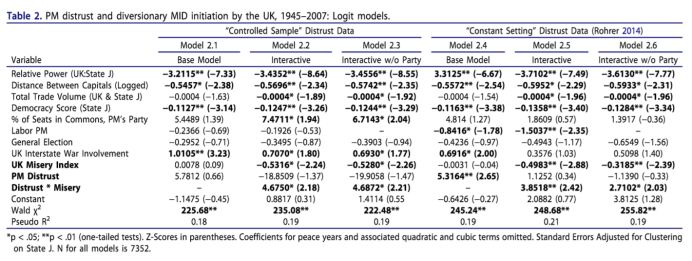 Table 2. PM distrust and diversionary MID initiation by the UK, 1945–2007: Logit models.
"Controlled Sample" Distrust Data "Constant Setting" Distrust Data (Rohrer 2014)
Model 2.1 Model 2.2 Model 2.3 Model 2.4 Model 2.5 Model 2.6
Variable Base Model Interactive Interactive w/o Party Base Model Interactive Interactive w/o Party
Relative Power (UK:State J) −3.2115** (−7.33) −3.4352** (−8.64) −3.4556** (−8.55) 3.3125** (−6.67) −3.7102** (−7.49) −3.6130** (−7.77)
Distance Between Capitals (Logged) −0.5457* (−2.38) −0.5696** (−2.34) −0.5742** (−2.35) −0.5572** (−2.54) −0.5952* (−2.29) −0.5933* (−2.31)
Total Trade Volume (UK & State J) −0.0004 (−1.63) −0.0004* (−1.89) −0.0004* (−1.92) −0.0004 (−1.54) −0.0004* (−1.96) −0.0004* (−1.96)
Democracy Score (State J) −0.1127** (−3.14) −0.1247** (−3.26) −0.1244** (−3.29) −0.1163** (−3.38) −0.1358** (−3.40) −0.1284** (−3.34)
% of Seats in Commons, PM's Party 5.4489 (1.39) 7.4711* (1.94) 6.7143* (2.04) 4.814 (1.27) 1.8609 (0.57) 1.3917 (−0.36)
Labor PM −0.2366 (−0.69) −0.1926 (−0.53) – −0.8416* (−1.78) −1.5037** (−2.35) –
General Election −0.2952 (−0.71) −0.3495 (−0.87) −0.3903 (−0.94) −0.4236 (−0.97) −0.4943 (−1.17) −0.6549 (−1.56)
UK Interstate War Involvement 1.0105** (3.23) 0.7070* (1.80) 0.6930* (1.77) 0.6916* (2.00) 0.3576 (1.03) 0.5098 (1.40)
UK Misery Index 0.0078 (0.09) −0.5316* (−2.24) −0.5280* (−2.26) −0.0031 (−0.04) −0.4983** (−2.88) −0.3185** (−2.39)
PM Distrust 5.7812 (0.66) −18.8509 (−1.37) −19.9058 (−1.47) 5.3164** (2.65) 1.1252 (0.34) −1.1390 (−0.33)
Distrust * Misery – 4.6750* (2.18) 4.6872* (2.21) – 3.8518** (2.42) 2.7102* (2.03)
Constant −1.1475 (−0.45) 0.8817 (0.31) 1.4114 (0.55 −0.6426 (−0.27) 2.0882 (0.77) 3.8125 (1.28)
Wald χ² 225.68** 235.08** 222.48** 245.24** 248.68** 255.82**
Pseudo R² 0.18 0.19 0.19 0.19 0.21 0.19
*p < .05; **p < .01 (one-tailed tests). Z-Scores in parentheses. Coefficients for peace years and associated quadratic and cubic terms omitted. Standard Errors Adjusted for Clustering
on State J. N for all models is 7352.